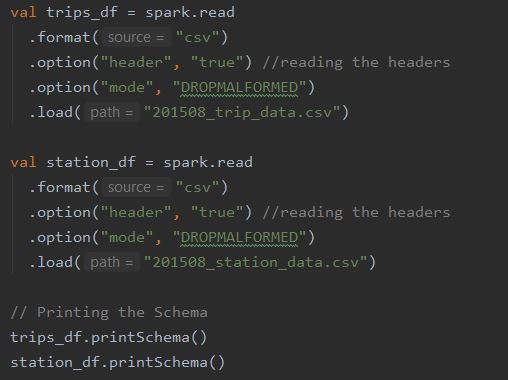 val trips_df = spark.read
.format( source = "csv")
.option("header", "true") //reading the headers
.option("mode", "DROPMALFORMED")
.load( path = "201508_trip_data.csv")
val station_df = spark.read
.format( source = "csv")
.option("header", "true") //reading the headers
.option("mode", "DROPMALFORMED")
.load( path = "201508_station_data.csv")
// Printing the Schema
trips_df.printSchema()
station_df.printSchema()